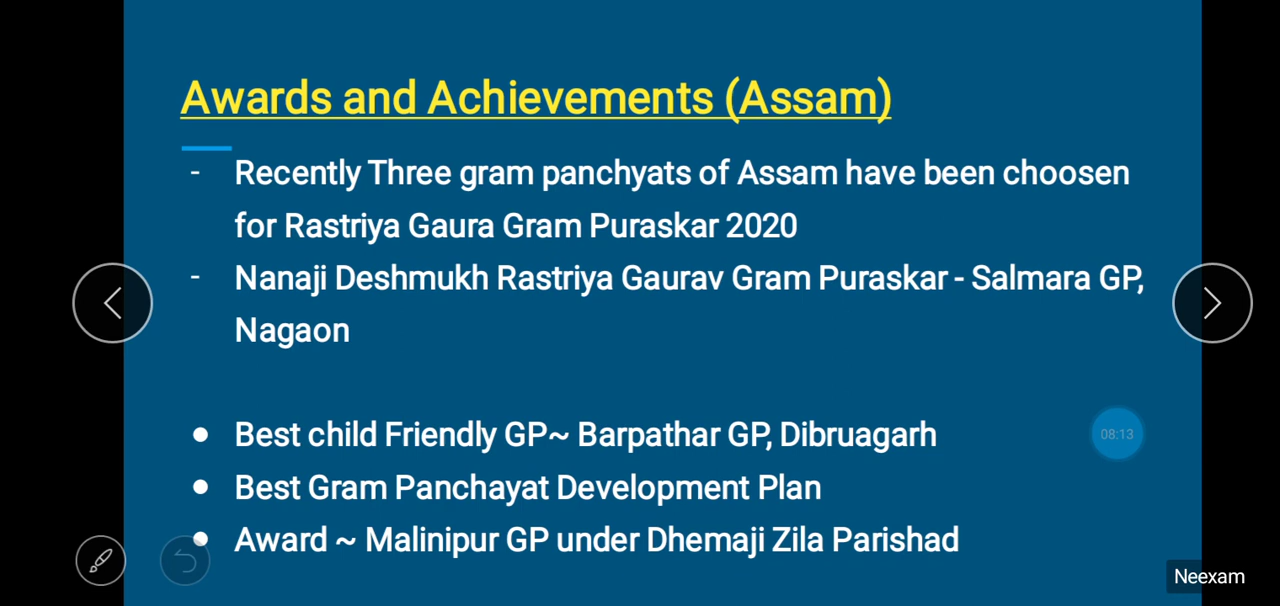 Awards and Achievements (Assam)
- Recently Three gram panchyats of Assam have been choosen
for Rastriya Gaura Gram Puraskar 2020
- Nanaji Deshmukh Rastriya Gaurav Gram Puraskar - Salmara GP,
Nagaon
● Best child Friendly GP~ Barpathar GP, Dibruagarh
08:13
● Best Gram Panchayat Development Plan
● Award ~ Malinipur GP under Dhemaji Zila Parishad
Neexam